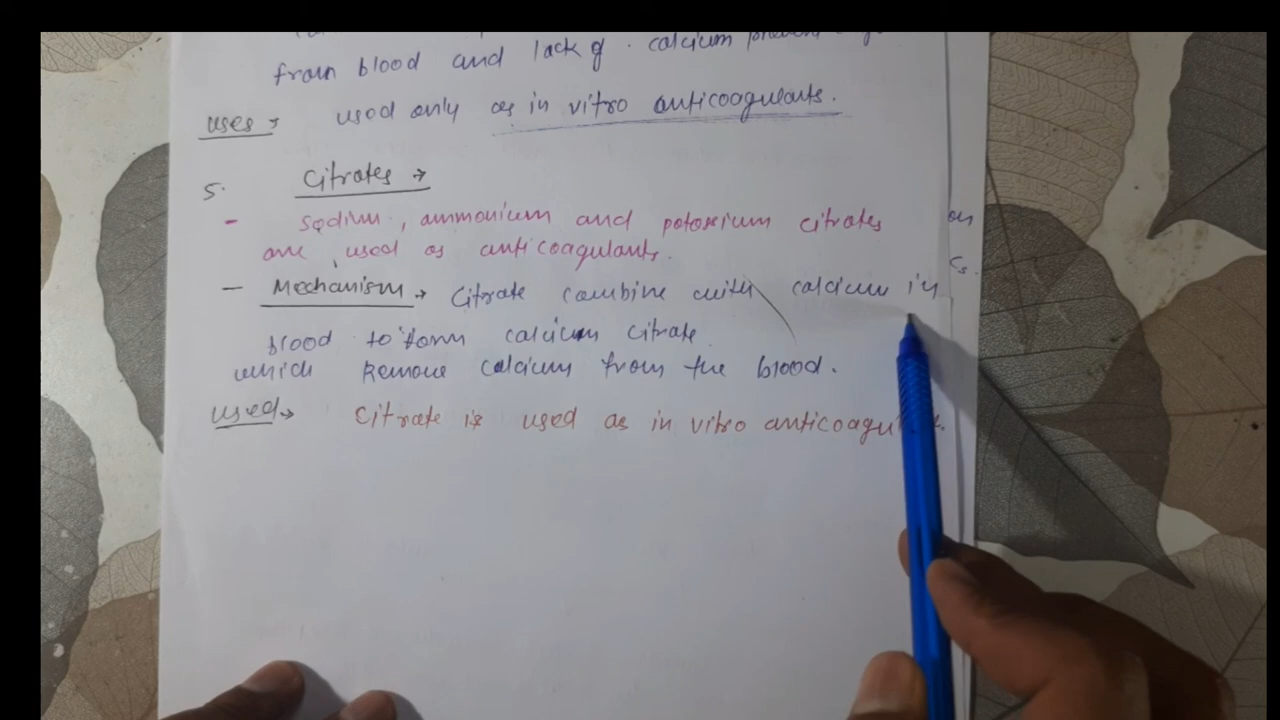 from blood and lack of . calcium prevent
uses → used only as in vitro anticoagulants.
5. Citrates →
- Sodium, ammonium and potassium citrates
are used as anticoagulants.
- Mechanism → Citrate combine with calcium in
blood to form calcium citrate
which Remove calcium from the blood.
used → Citrate is used as in vitro